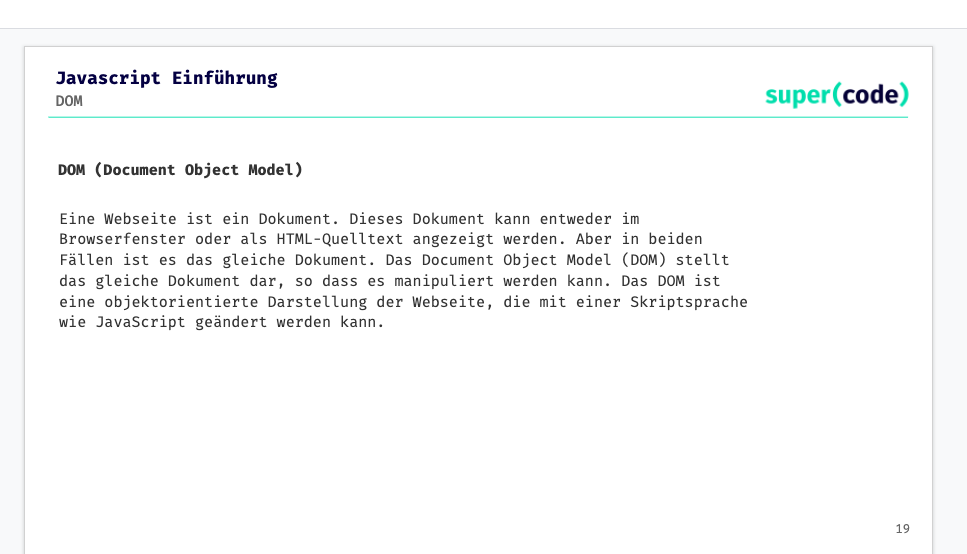 Javascript Einführung
DOM
super(code)
DOM (Document Object Model)
Eine Webseite ist ein Dokument. Dieses Dokument kann entweder im
Browserfenster oder als HTML-Quelltext angezeigt werden. Aber in beiden
Fällen ist es das gleiche Dokument. Das Document Object Model (DOM) stellt
das gleiche Dokument dar, so dass es manipuliert werden kann. Das DOM ist
eine objektorientierte Darstellung der Webseite, die mit einer Skriptsprache
wie JavaScript geändert werden kann.
19